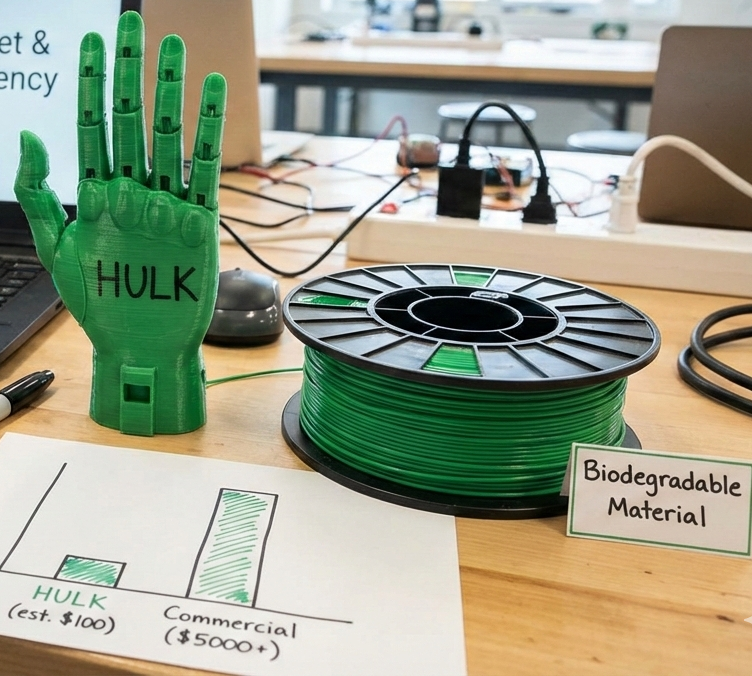 et &
ency
HULK
Biodegradable
Material
HULK
(est. $100)
Commercial
($5000+)